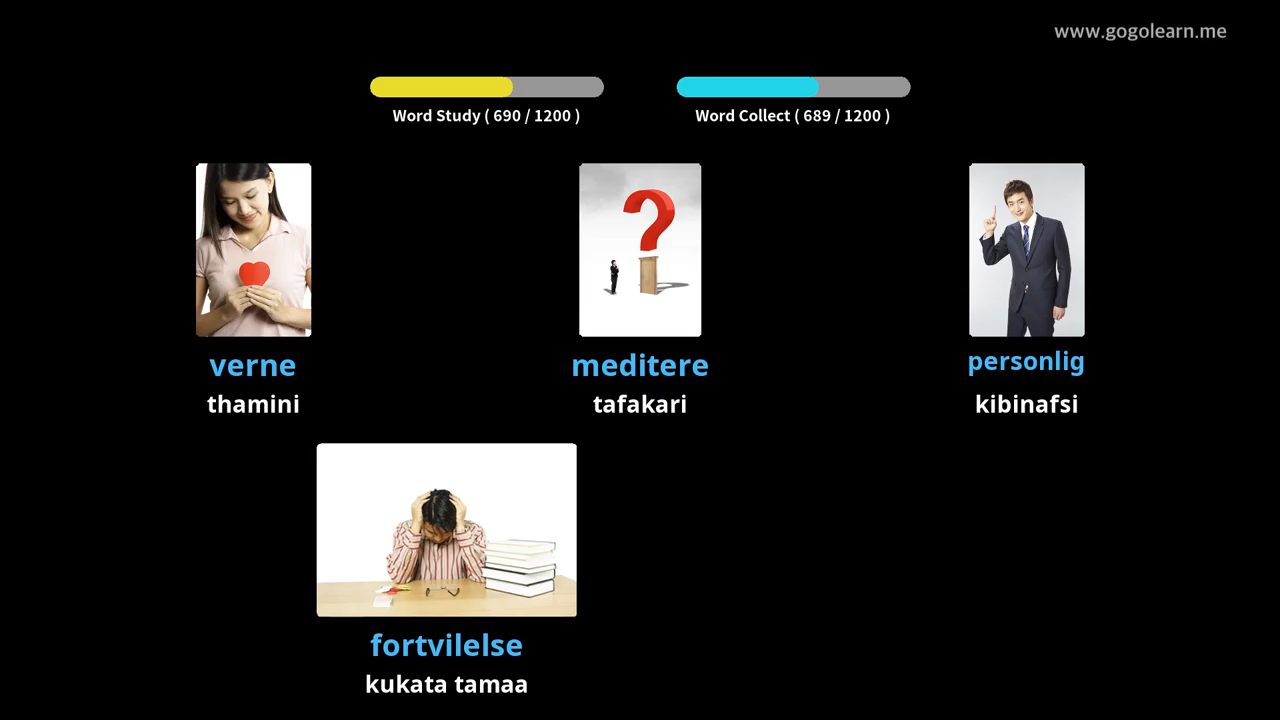 www.gogolearn.me
Word Study ( 690 / 1200 )
Word Collect ( 689 / 1200 )
verne
meditere
personlig
thamini
tafakari
kibinafsi
fortvilelse
kukata tamaa